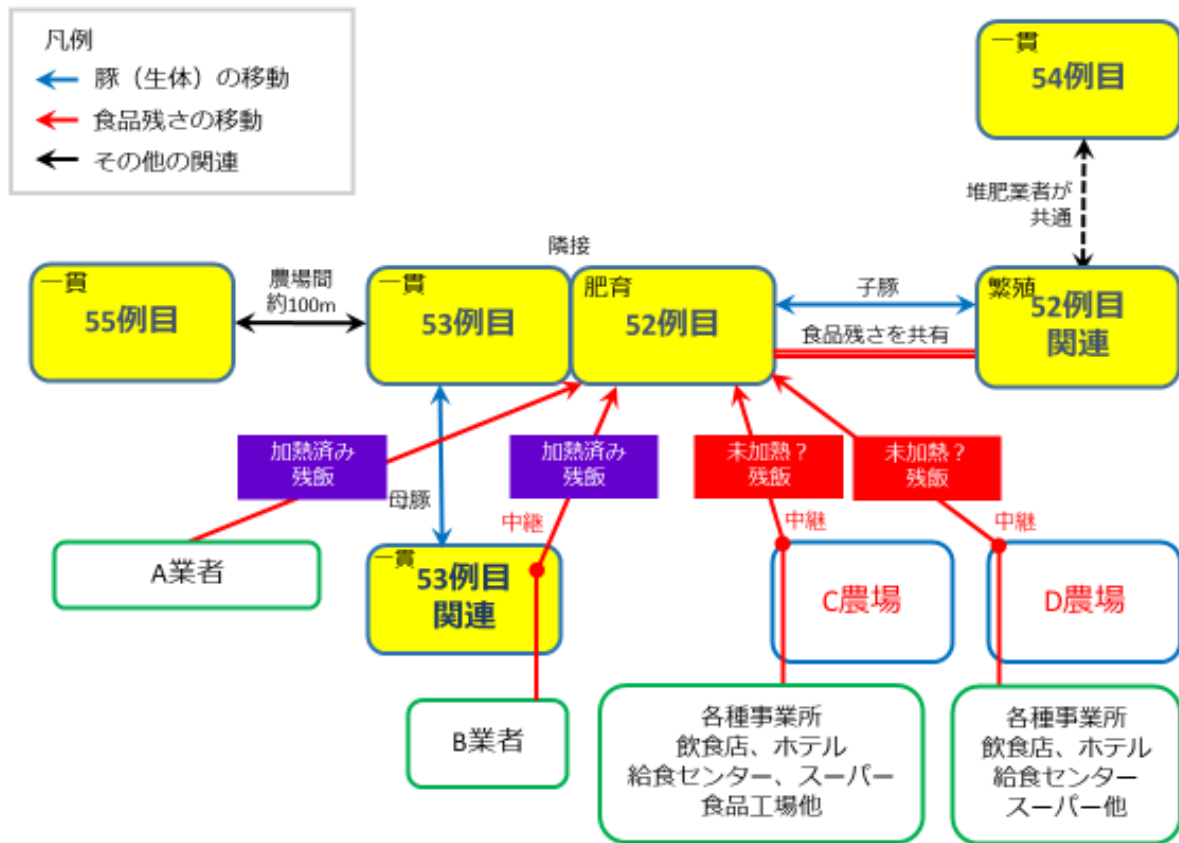 凡例
豚（生体）の移動
食品残さの移動
その他の関連
一貫
54例目
堆肥業者が
共通
隣接
一貫
55例目
農場間
約100m
一貫
53例目
肥育
52例目
子豚
食品残さを共有
繁殖
52例目
関連
加熱済み
残飯
加熱済み
残飯
未加熱？
残飯
未加熱？
残飯
母豚
中継
中継
中継
A業者
一貫
53例目
関連
C農場
D農場
B業者
各種事業所
飲食店、ホテル
給食センター、スーパー
食品工場他
各種事業所
飲食店、ホテル
給食センター
スーパー他